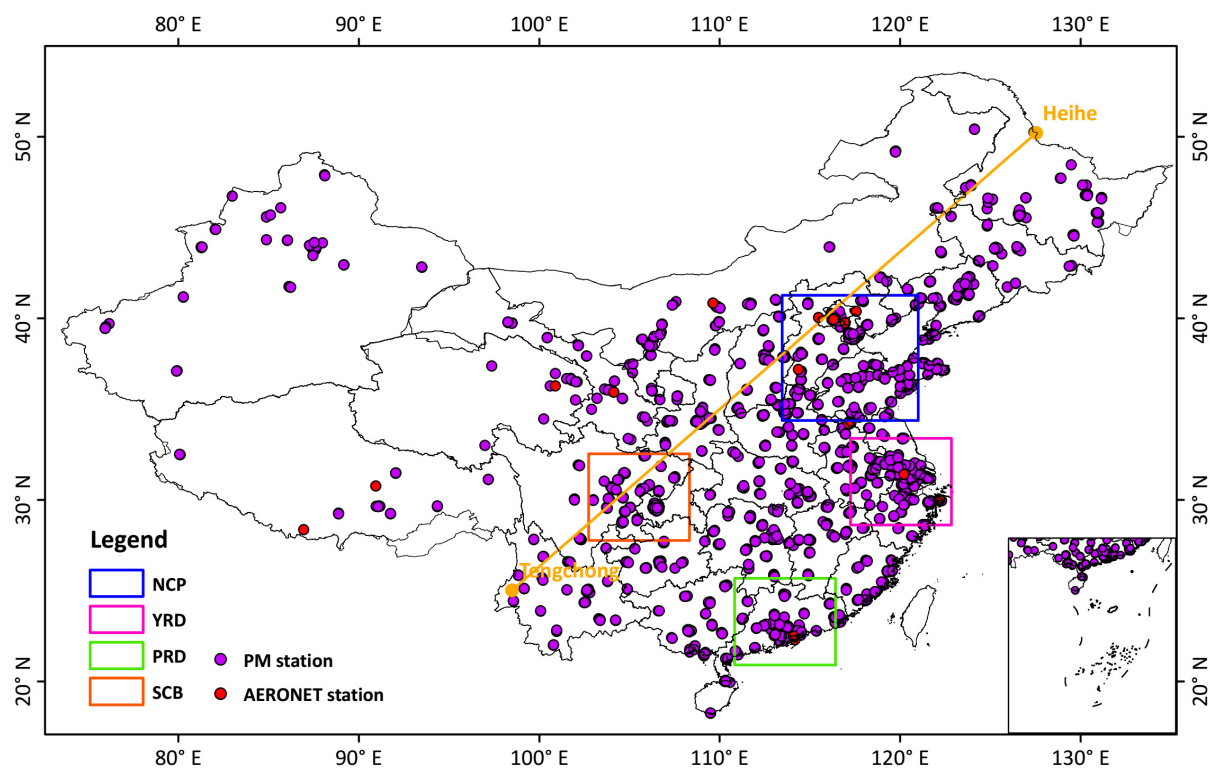 80° E 90° E 100° E 110° E 120° E 130° E
Heihe
50° N 50° N
40° N 40° N
30° N 30° N
Legend
Tengchong
NCP
YRD
PRD
PM station
20° N 20° N
SCB
AERONET station
80° E 90° E 100° E 110° E 120° E 130° E